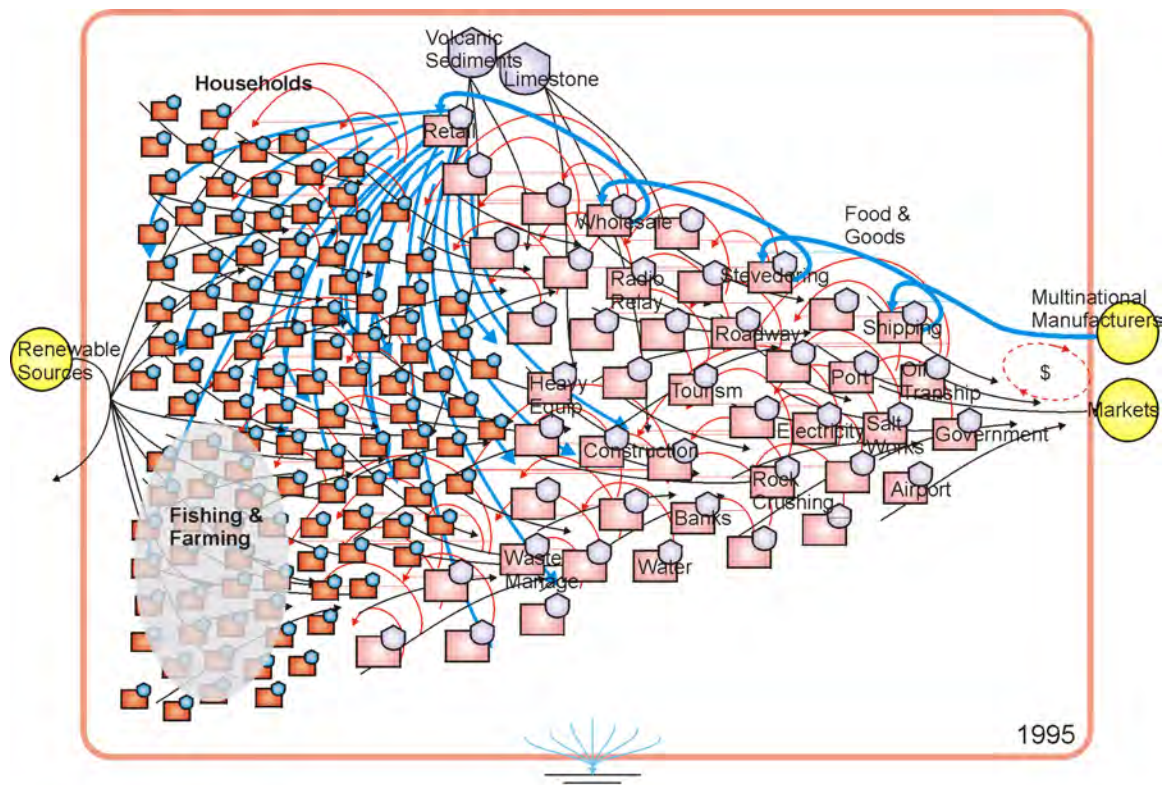 Volcanic
Sediments
Limestone
Households
Retail
Wholesale
Food &
Goods
Stevedoring
Radio
Relay
Multinational
Manufacturers
Shipping
Roadway
Renewable
Sources
$
Heavy
Equip
Tourism
Port
Oil
Tranship
Markets
Electricity
Salt
Works
Government
Construction
Rock
Crushing
Airport
Fishing &
Farming
Banks
Waste
Manage
Water
1995